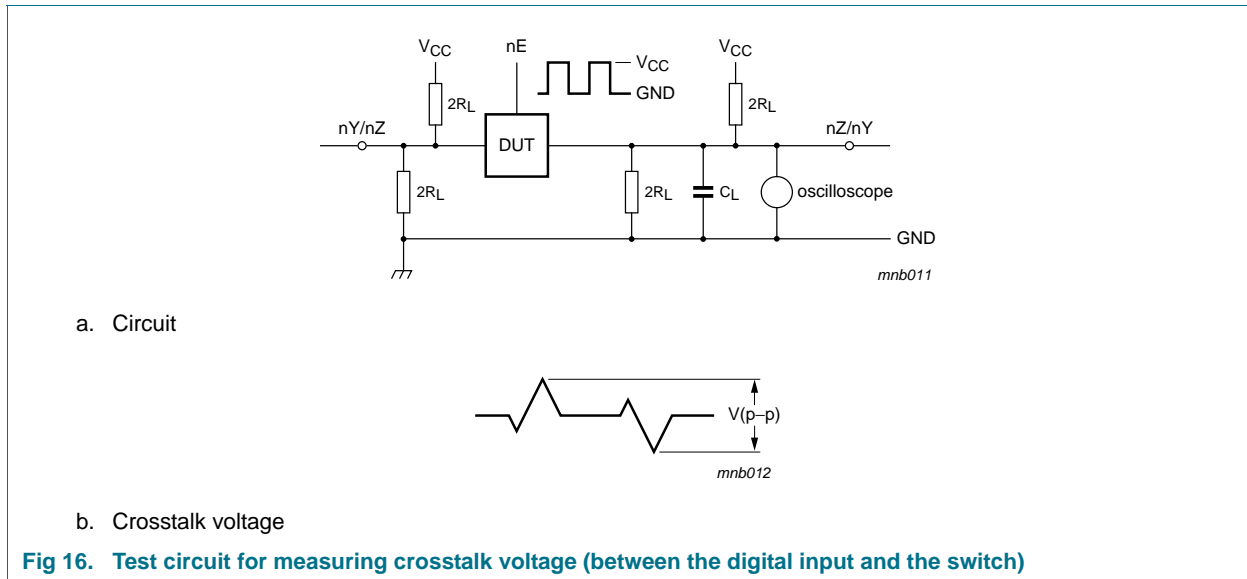 VCC nE VCC
VCC
GND
2RL 2RL
nY/nZ nZ/nY
DUT
2RL 2RL CL oscilloscope
GND
mnb011
a. Circuit
V(p−p)
mnb012
b. Crosstalk voltage
Fig 16. Test circuit for measuring crosstalk voltage (between the digital input and the switch)